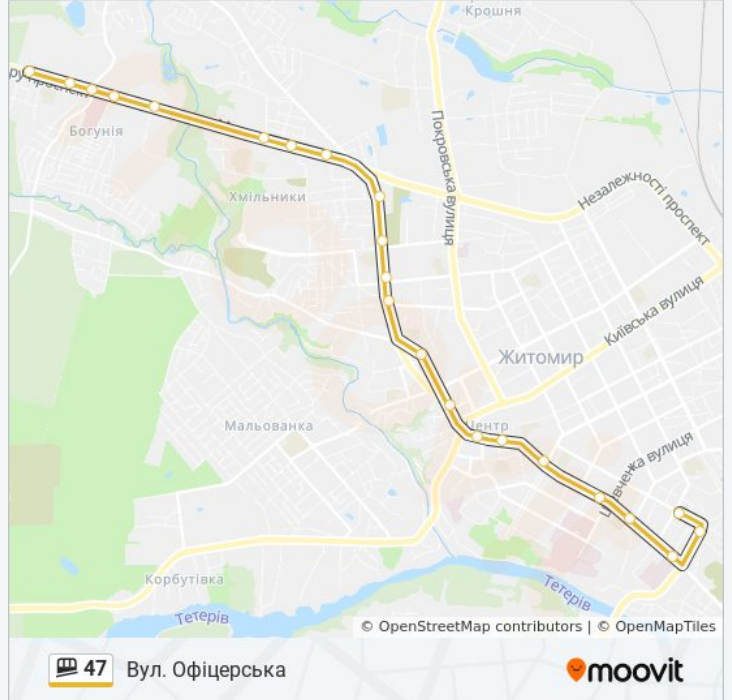 Крошня
Богунія
Покровська вулиця
Хмільники
Незалежності проспект
Київська вулиця
Житомир
Мальованка
Центр
вулиця
Корбутівка
Тетерів
Тетерів
© OpenStreetMap contributors | © OpenMapTiles
47 Вул. Офіцерська
moovit